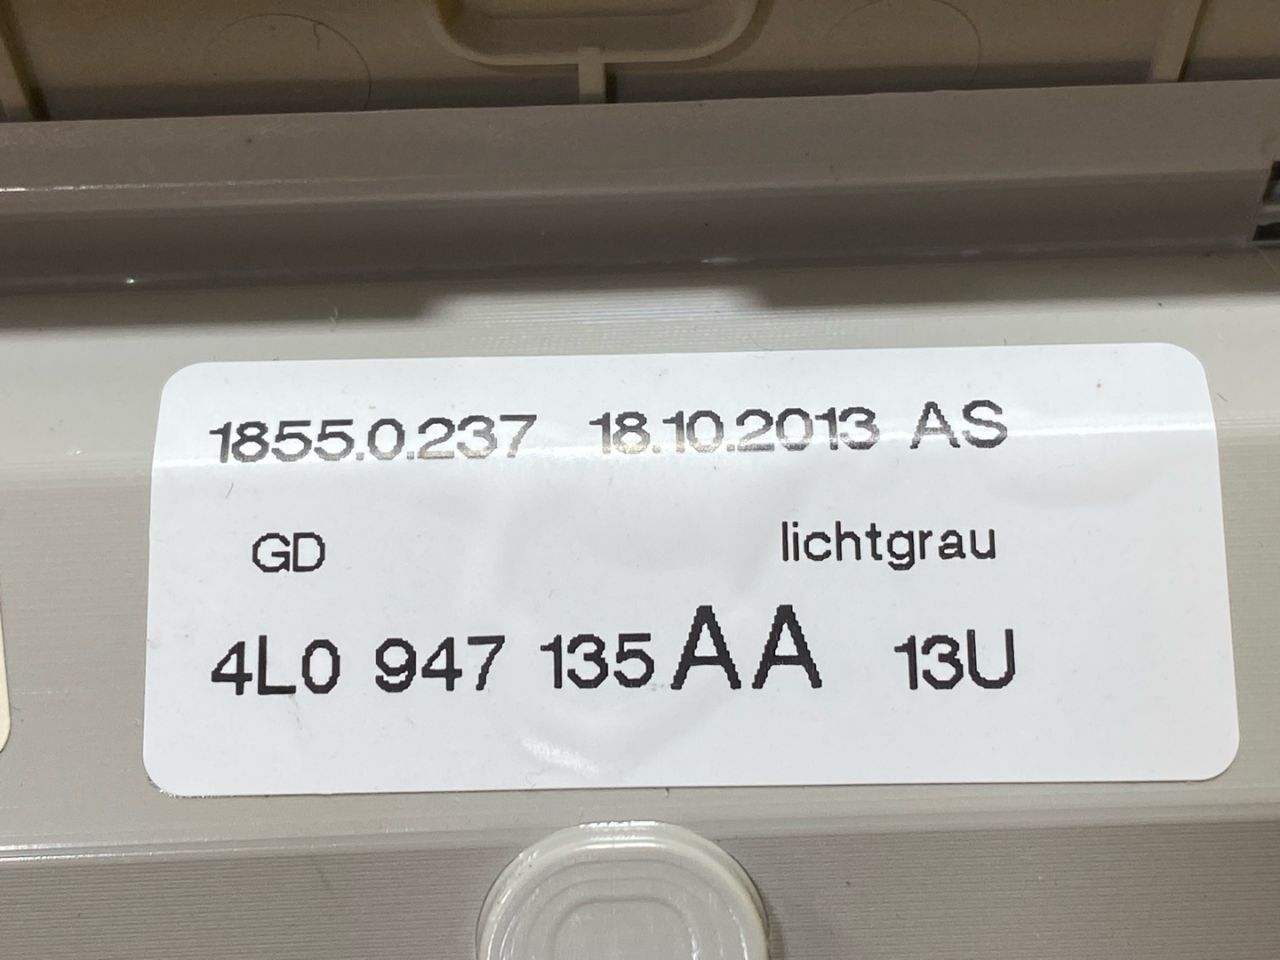 1855.0.237 18.10.2013 AS
GD lichtgrau
4L0 947 135 AA 13U